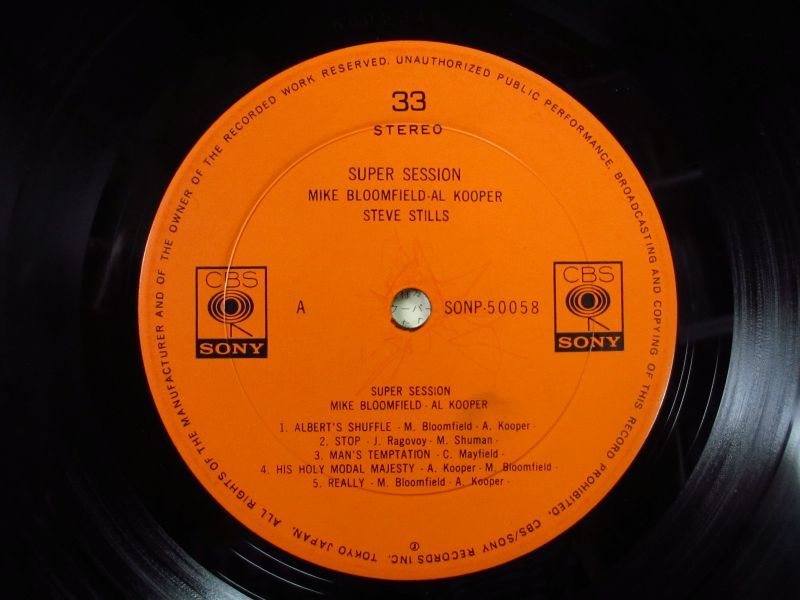 ALL RIGHTS OF THE MANUFACTURER AND OF THE OWNER OF THE RECORDED WORK RESERVED. UNAUTHORIZED PUBLIC PERFORMANCE, BROADCASTING AND COPYING OF THIS RECORD PROHIBITED. CBS/SONY RECORDS INC. TOKYO JAPAN.
33
STEREO
SUPER SESSION
MIKE BLOOMFIELD-AL KOOPER
STEVE STILLS
CBS
SONY
A
SONP-50058
CBS
SONY
SUPER SESSION
MIKE BLOOMFIELD - AL KOOPER
1. ALBERT'S SHUFFLE - M. Bloomfield - A. Kooper -
2. STOP - J. Ragovoy - M. Shuman -
3. MAN'S TEMPTATION - C. Mayfield -
4. HIS HOLY MODAL MAJESTY - A. Kooper - M. Bloomfield -
5. REALLY - M. Bloomfield - A. Kooper -
Ⓟ